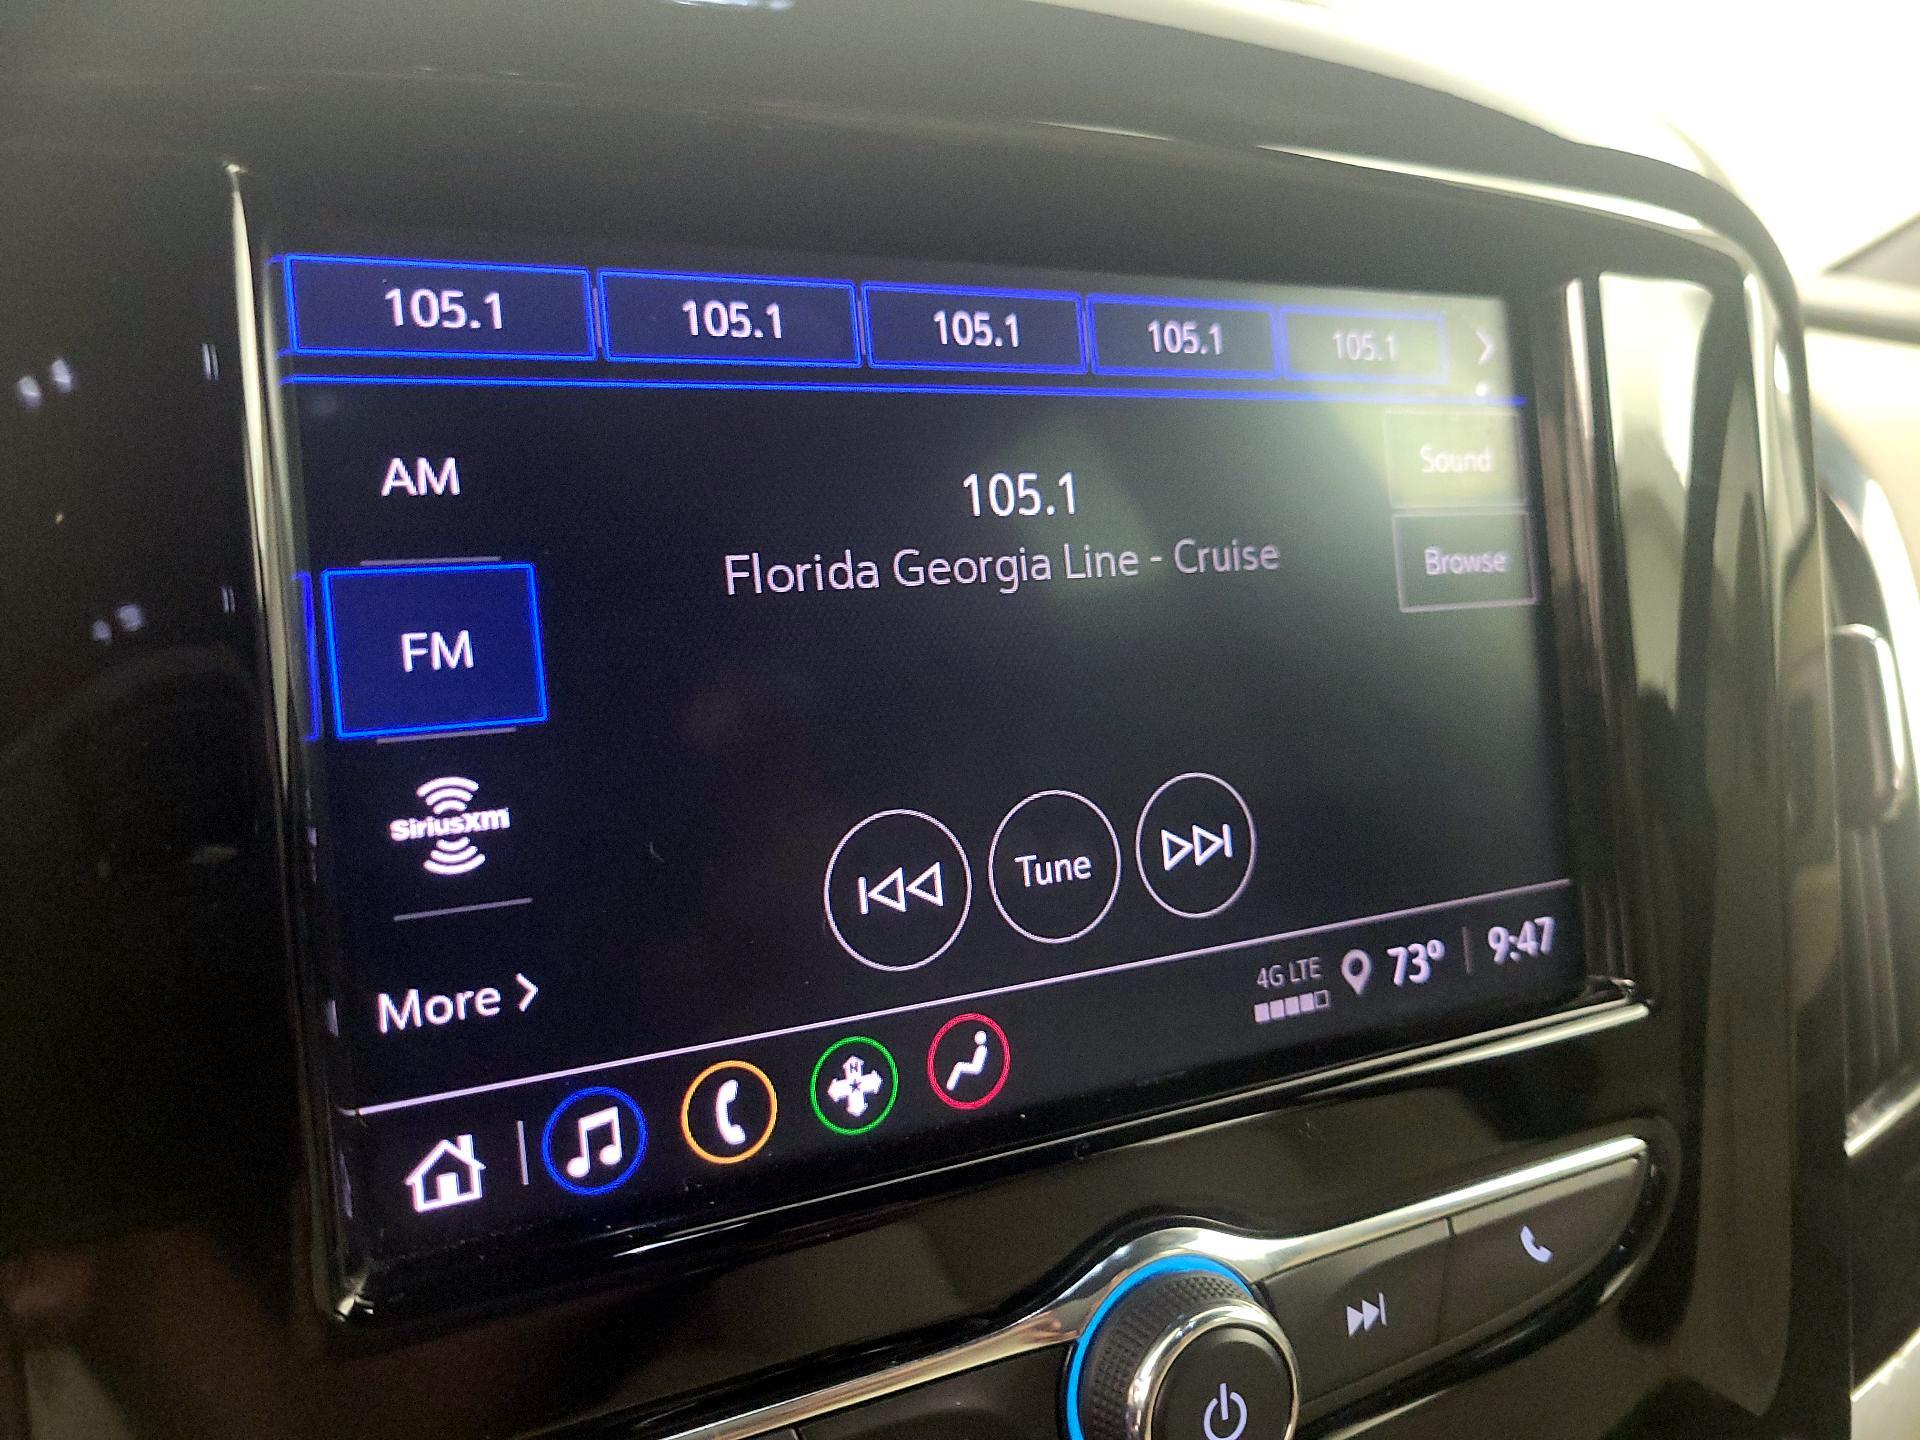 105.1 105.1 105.1 105.1 105.1
AM
FM
SiriusXm
More
105.1
Florida Georgia Line - Cruise
Sound
Browse
Tune
4G LTE 73° 9:47
N